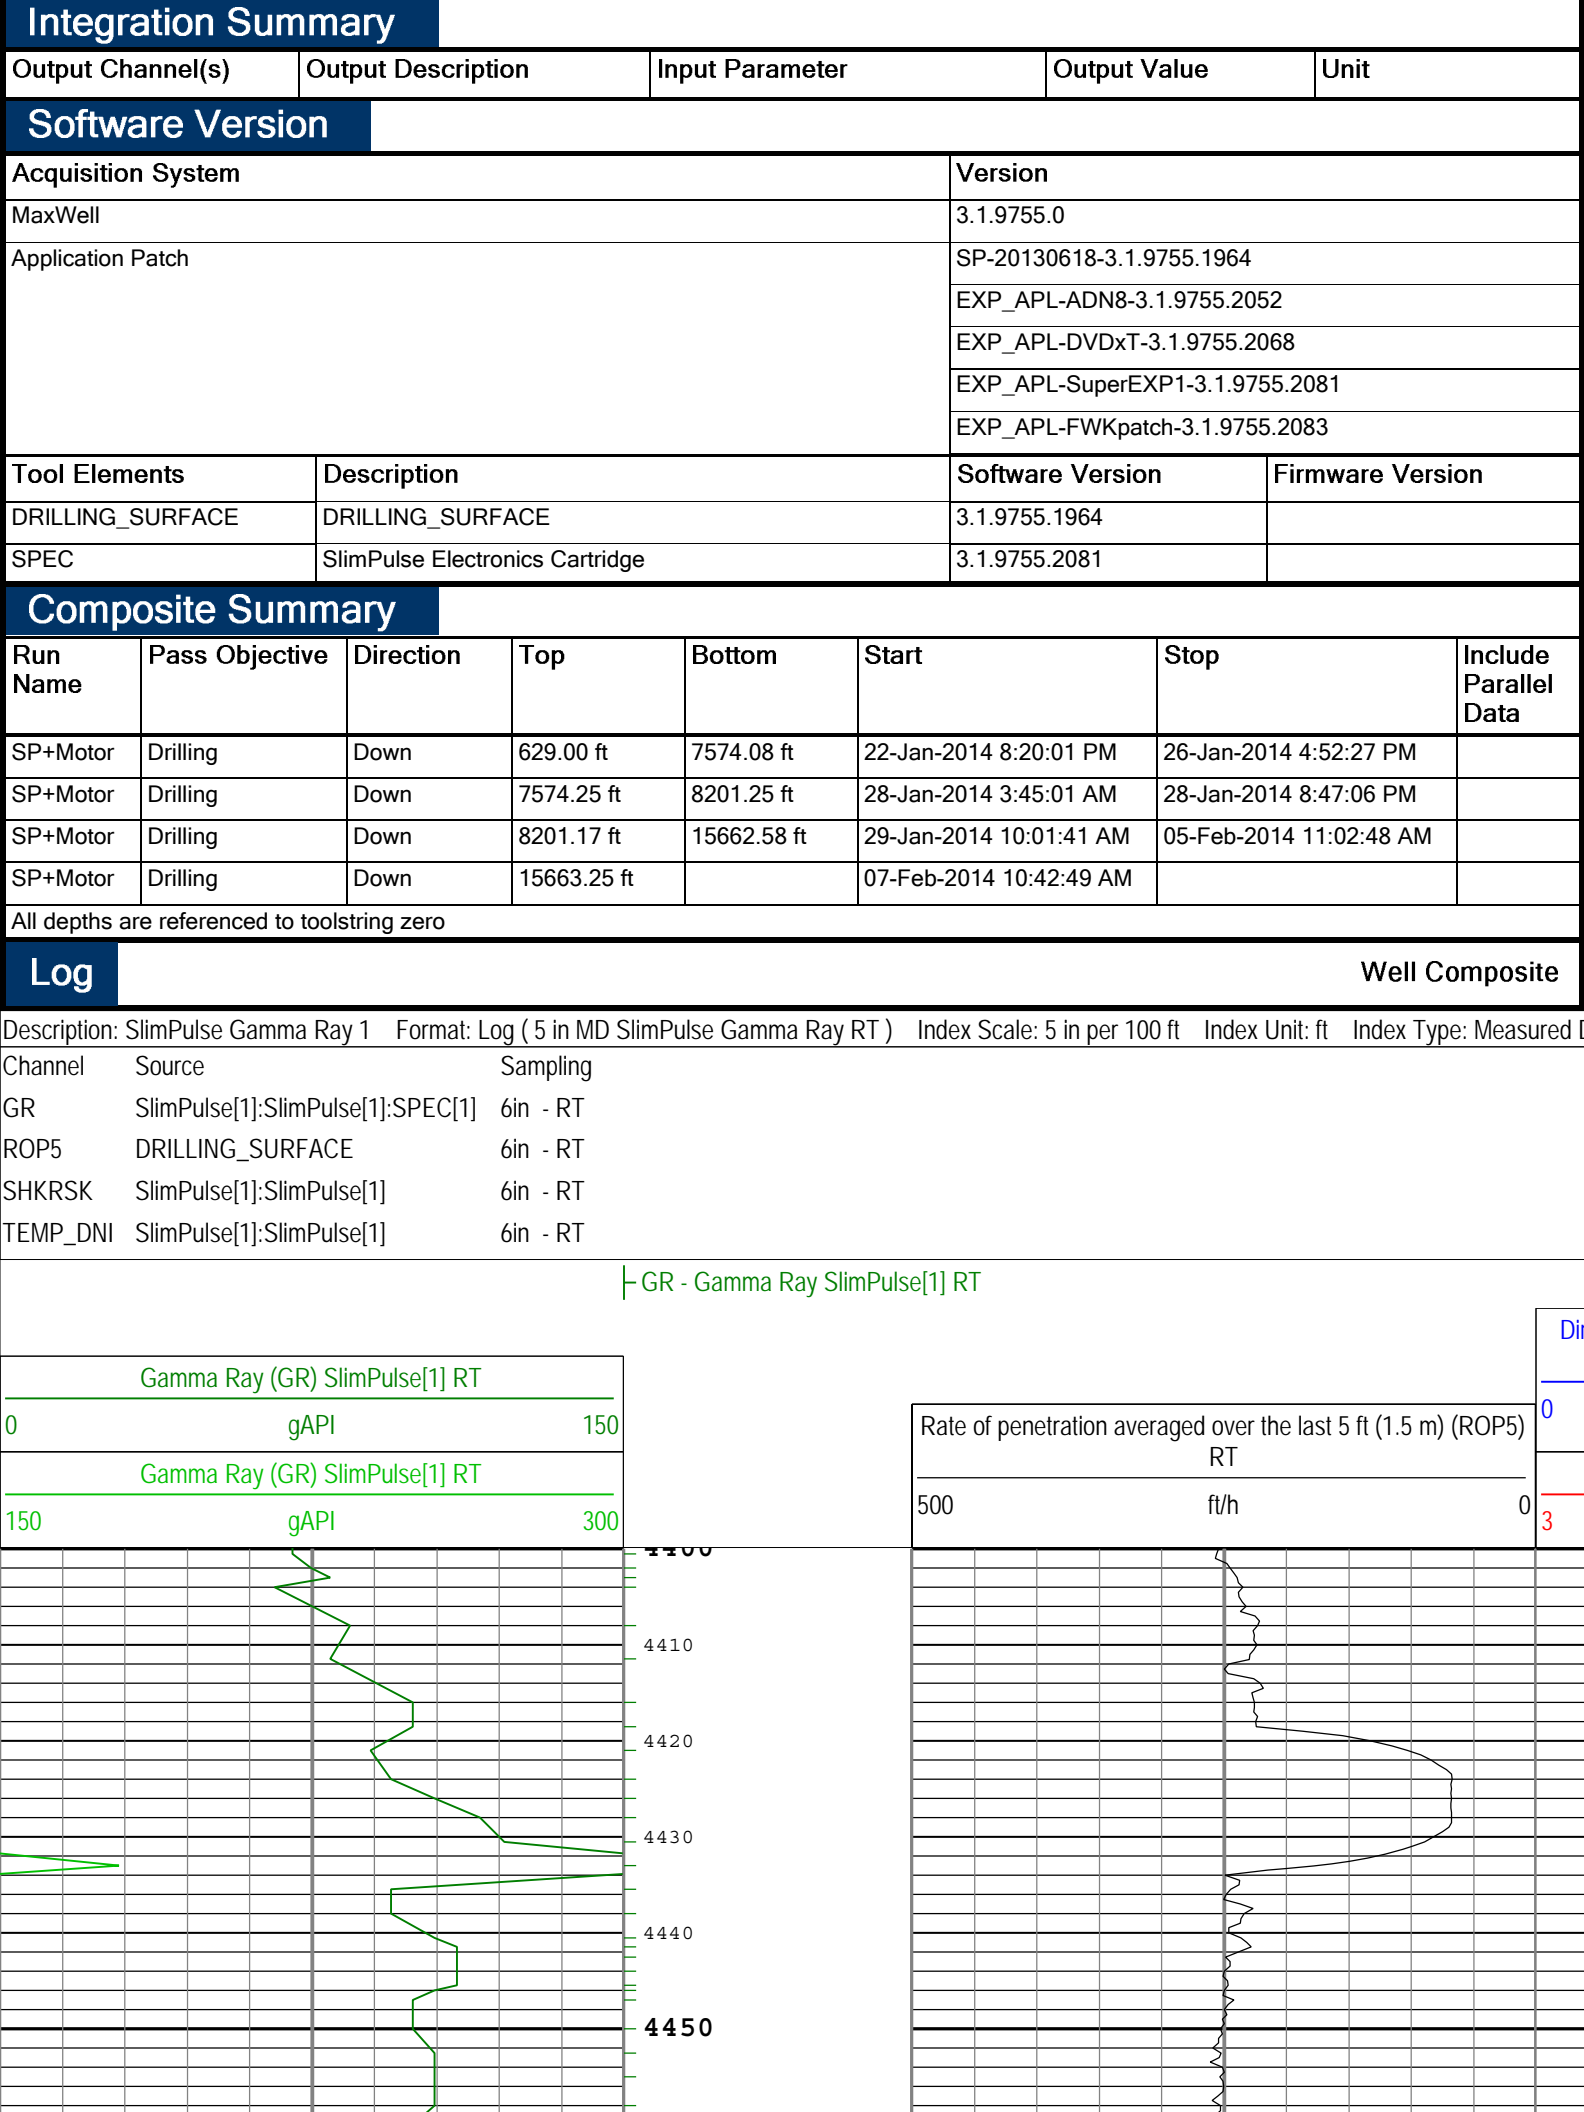 Integration Summary
Output Channel(s) Output Description Input Parameter Output Value Unit
Software Version
Acquisition System Version
MaxWell 3.1.9755.0
Application Patch SP-20130618-3.1.9755.1964
EXP_APL-ADN8-3.1.9755.2052
EXP_APL-DVDxT-3.1.9755.2068
EXP_APL-SuperEXP1-3.1.9755.2081
EXP_APL-FWKpatch-3.1.9755.2083
Tool Elements Description Software Version Firmware Version
DRILLING_SURFACE DRILLING_SURFACE 3.1.9755.1964
SPEC SlimPulse Electronics Cartridge 3.1.9755.2081
Composite Summary
Run Name Pass Objective Direction Top Bottom Start Stop Include Parallel Data
SP+Motor Drilling Down 629.00 ft 7574.08 ft 22-Jan-2014 8:20:01 PM 26-Jan-2014 4:52:27 PM
SP+Motor Drilling Down 7574.25 ft 8201.25 ft 28-Jan-2014 3:45:01 AM 28-Jan-2014 8:47:06 PM
SP+Motor Drilling Down 8201.17 ft 15662.58 ft 29-Jan-2014 10:01:41 AM 05-Feb-2014 11:02:48 AM
SP+Motor Drilling Down 15663.25 ft 07-Feb-2014 10:42:49 AM
All depths are referenced to toolstring zero
Log Well Composite
Description: SlimPulse Gamma Ray 1 Format: Log ( 5 in MD SlimPulse Gamma Ray RT ) Index Scale: 5 in per 100 ft Index Unit: ft Index Type: Measured
Channel Source Sampling
GR SlimPulse[1]:SlimPulse[1]:SPEC[1] 6in - RT
ROP5 DRILLING_SURFACE 6in - RT
SHKRSK SlimPulse[1]:SlimPulse[1] 6in - RT
TEMP_DNI SlimPulse[1]:SlimPulse[1] 6in - RT
GR - Gamma Ray SlimPulse[1] RT
Gamma Ray (GR) SlimPulse[1] RT
0 gAPI 150
Gamma Ray (GR) SlimPulse[1] RT
150 gAPI 300
Rate of penetration averaged over the last 5 ft (1.5 m) (ROP5)
RT
500 ft/h 0
0
3
4400
4410
4420
4430
4440
4450